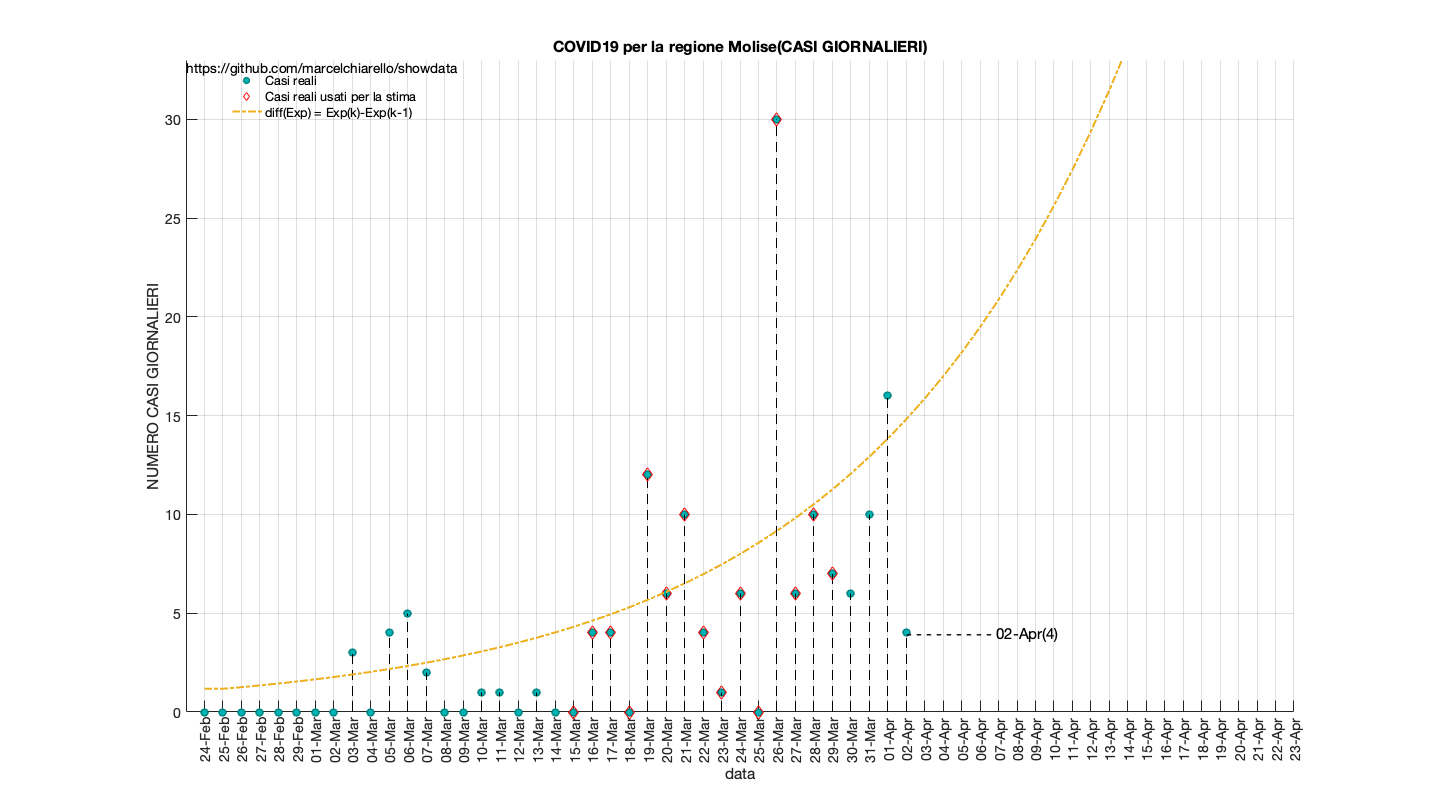 COVID19 per la regione Molise(CASI GIORNALIERI)
https://github.com/marcelchiarello/showdata
Casi reali
Casi reali usati per la stima
diff(Exp) = Exp(k)-Exp(k-1)
NUMERO CASI GIORNALIERI
30
25
20
15
10
5
0
02-Apr(4)
24-Feb
25-Feb
26-Feb
27-Feb
28-Feb
29-Feb
01-Mar
02-Mar
03-Mar
04-Mar
05-Mar
06-Mar
07-Mar
08-Mar
09-Mar
10-Mar
11-Mar
12-Mar
13-Mar
14-Mar
15-Mar
16-Mar
17-Mar
18-Mar
19-Mar
20-Mar
21-Mar
22-Mar
23-Mar
24-Mar
25-Mar
26-Mar
27-Mar
28-Mar
29-Mar
30-Mar
31-Mar
01-Apr
02-Apr
03-Apr
04-Apr
05-Apr
06-Apr
07-Apr
08-Apr
09-Apr
10-Apr
11-Apr
12-Apr
13-Apr
14-Apr
15-Apr
16-Apr
17-Apr
18-Apr
19-Apr
20-Apr
21-Apr
22-Apr
23-Apr
data